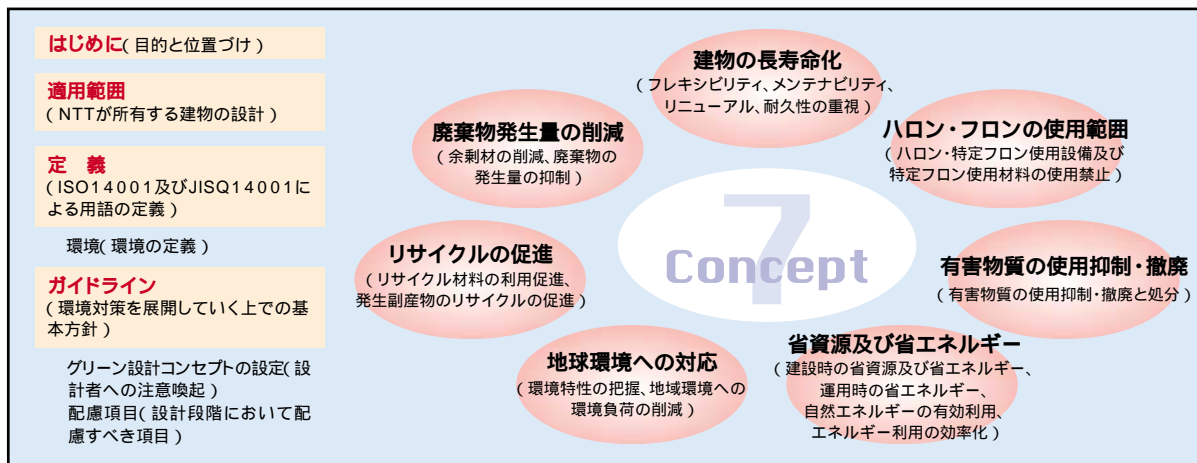 はじめに(目的と位置づけ)
適用範囲
(NTTが所有する建物の設計)
定　義
(ISO14001及びJISQ14001に
よる用語の定義)
環境(環境の定義)
ガイドライン
(環境対策を展開していく上での基
本方針)
グリーン設計コンセプトの設定(設
計者への注意喚起)
配慮項目(設計段階において配
慮すべき項目)
建物の長寿命化
(フレキシビリティ、メンテナビリティ、
リニューアル、耐久性の重視)
廃棄物発生量の削減
(余剰材の削減、廃棄物の
発生量の抑制)
ハロン・フロンの使用範囲
(ハロン・特定フロン使用設備及び
特定フロン使用材料の使用禁止)
7
Concept
リサイクルの促進
(リサイクル材料の利用促進、
発生副産物のリサイクルの促進)
有害物質の使用抑制・撤廃
(有害物質の使用抑制・撤廃と処分)
地球環境への対応
(環境特性の把握、地域環境への
環境負荷の削減)
省資源及び省エネルギー
(建設時の省資源及び省エネルギー、
運用時の省エネルギー、
自然エネルギーの有効利用、
エネルギー利用の効率化)